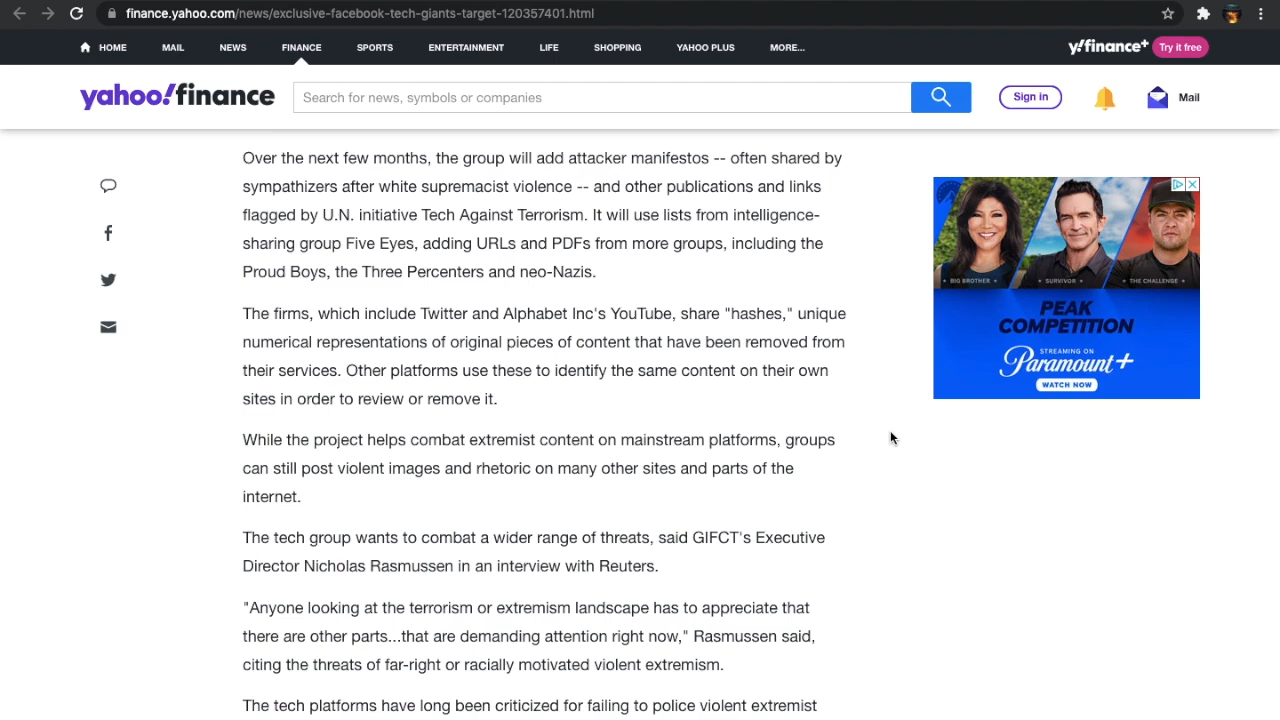 finance.yahoo.com/news/exclusive-facebook-tech-giants-target-120357401.html
HOME MAIL NEWS FINANCE SPORTS ENTERTAINMENT LIFE SHOPPING YAHOO PLUS MORE... y!finance+ Try it free
yahoo!finance Search for news, symbols or companies Sign in Mail
Over the next few months, the group will add attacker manifestos -- often shared by
sympathizers after white supremacist violence -- and other publications and links
flagged by U.N. initiative Tech Against Terrorism. It will use lists from intelligence-
sharing group Five Eyes, adding URLs and PDFs from more groups, including the
Proud Boys, the Three Percenters and neo-Nazis.
The firms, which include Twitter and Alphabet Inc's YouTube, share "hashes," unique
numerical representations of original pieces of content that have been removed from
their services. Other platforms use these to identify the same content on their own
sites in order to review or remove it.
While the project helps combat extremist content on mainstream platforms, groups
can still post violent images and rhetoric on many other sites and parts of the
internet.
The tech group wants to combat a wider range of threats, said GIFCT's Executive
Director Nicholas Rasmussen in an interview with Reuters.
"Anyone looking at the terrorism or extremism landscape has to appreciate that
there are other parts...that are demanding attention right now," Rasmussen said,
citing the threats of far-right or racially motivated violent extremism.
The tech platforms have long been criticized for failing to police violent extremist
BIG BROTHER SURVIVOR THE CHALLENGE
PEAK
COMPETITION
STREAMING ON
Paramount+
WATCH NOW